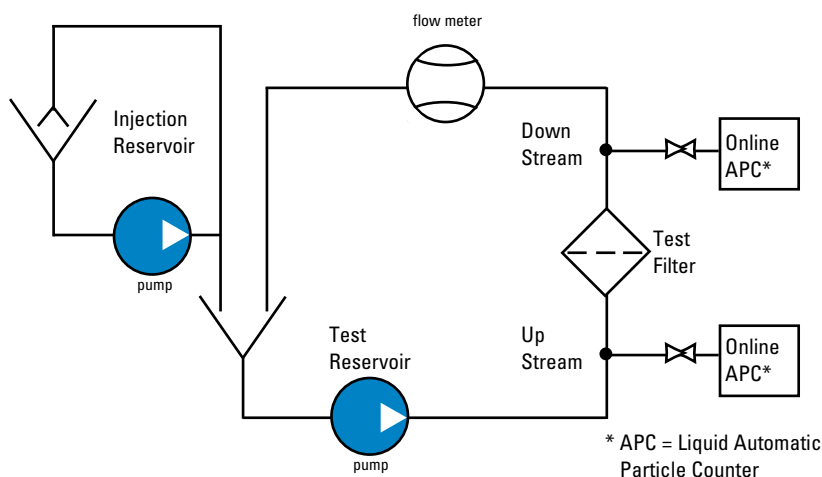 flow meter
Injection
Reservoir
Down
Stream
Online
APC*
pump
Test
Filter
Test
Reservoir
Up
Stream
Online
APC*
pump
* APC = Liquid Automatic
Particle Counter